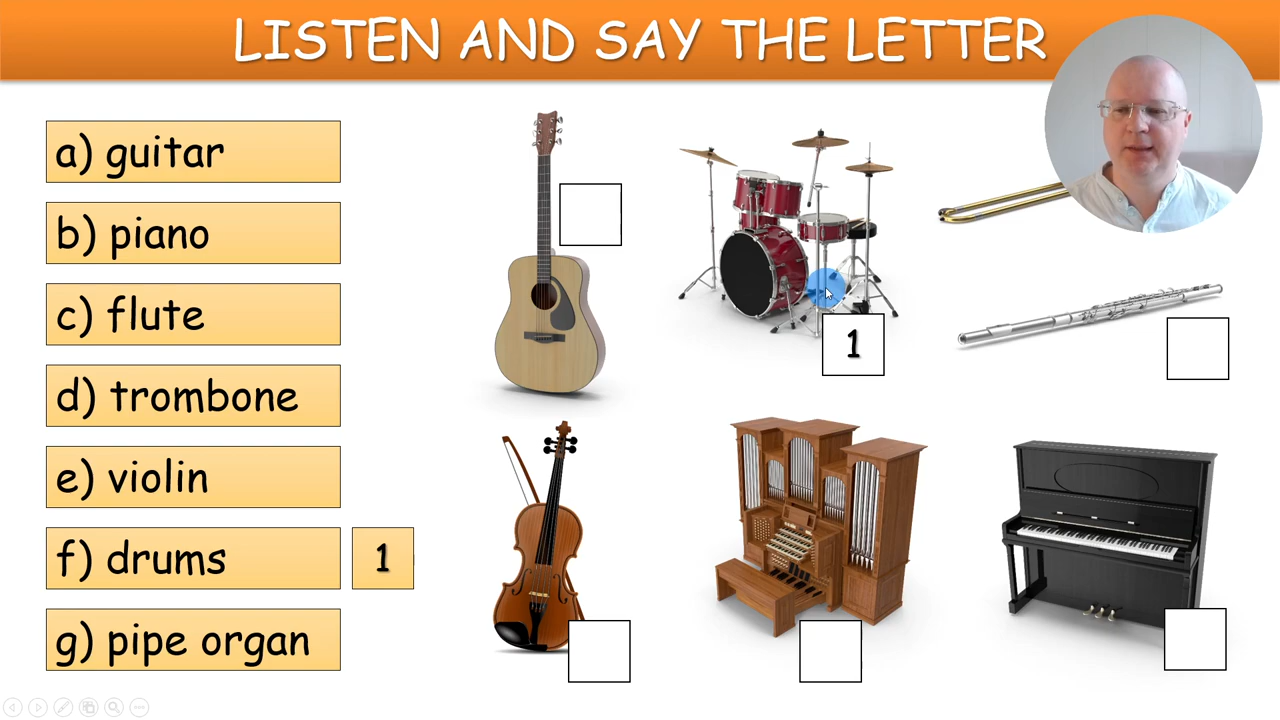 LISTEN AND SAY THE LETTER
a) guitar
b) piano
c) flute
d) trombone
e) violin
f) drums
1
g) pipe organ
1